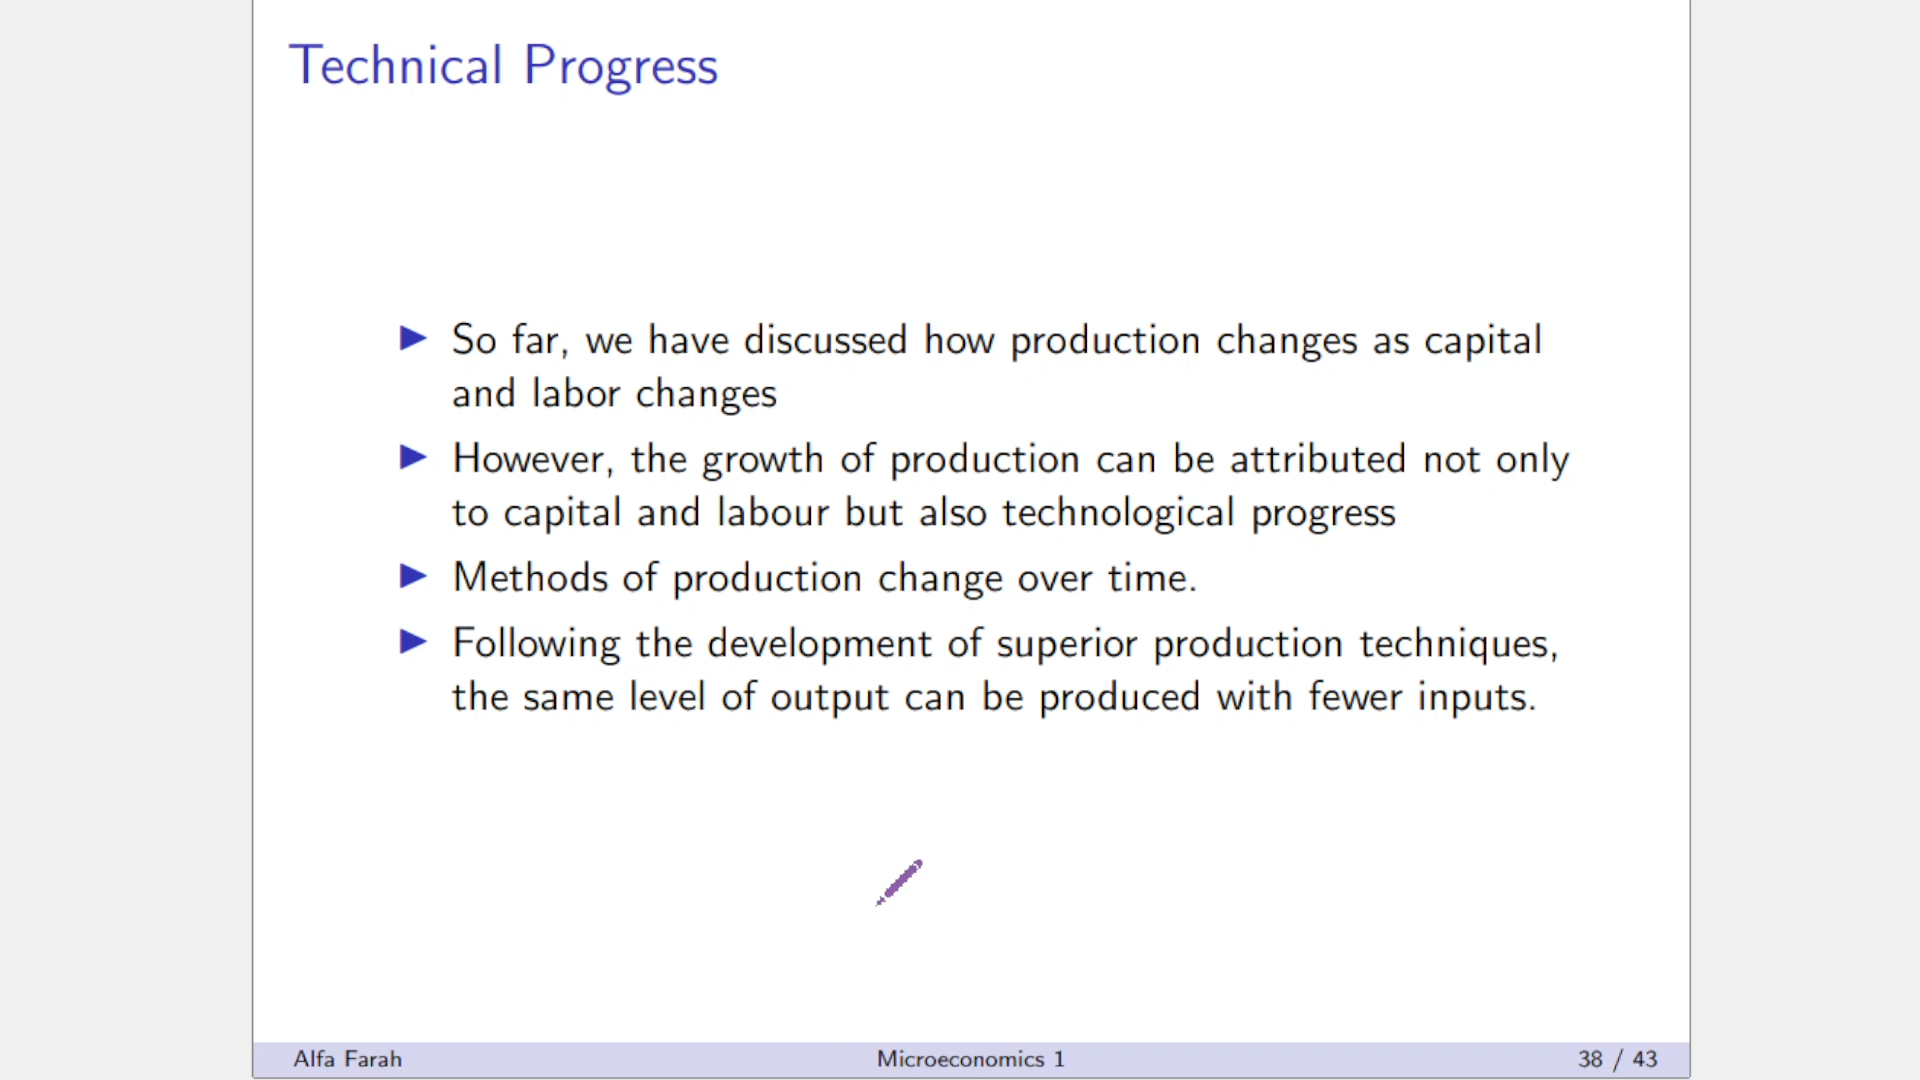 Technical Progress
So far, we have discussed how production changes as capital
and labor changes
However, the growth of production can be attributed not only
to capital and labour but also technological progress
Methods of production change over time.
Following the development of superior production techniques,
the same level of output can be produced with fewer inputs.
Alfa Farah Microeconomics 1 38 / 43